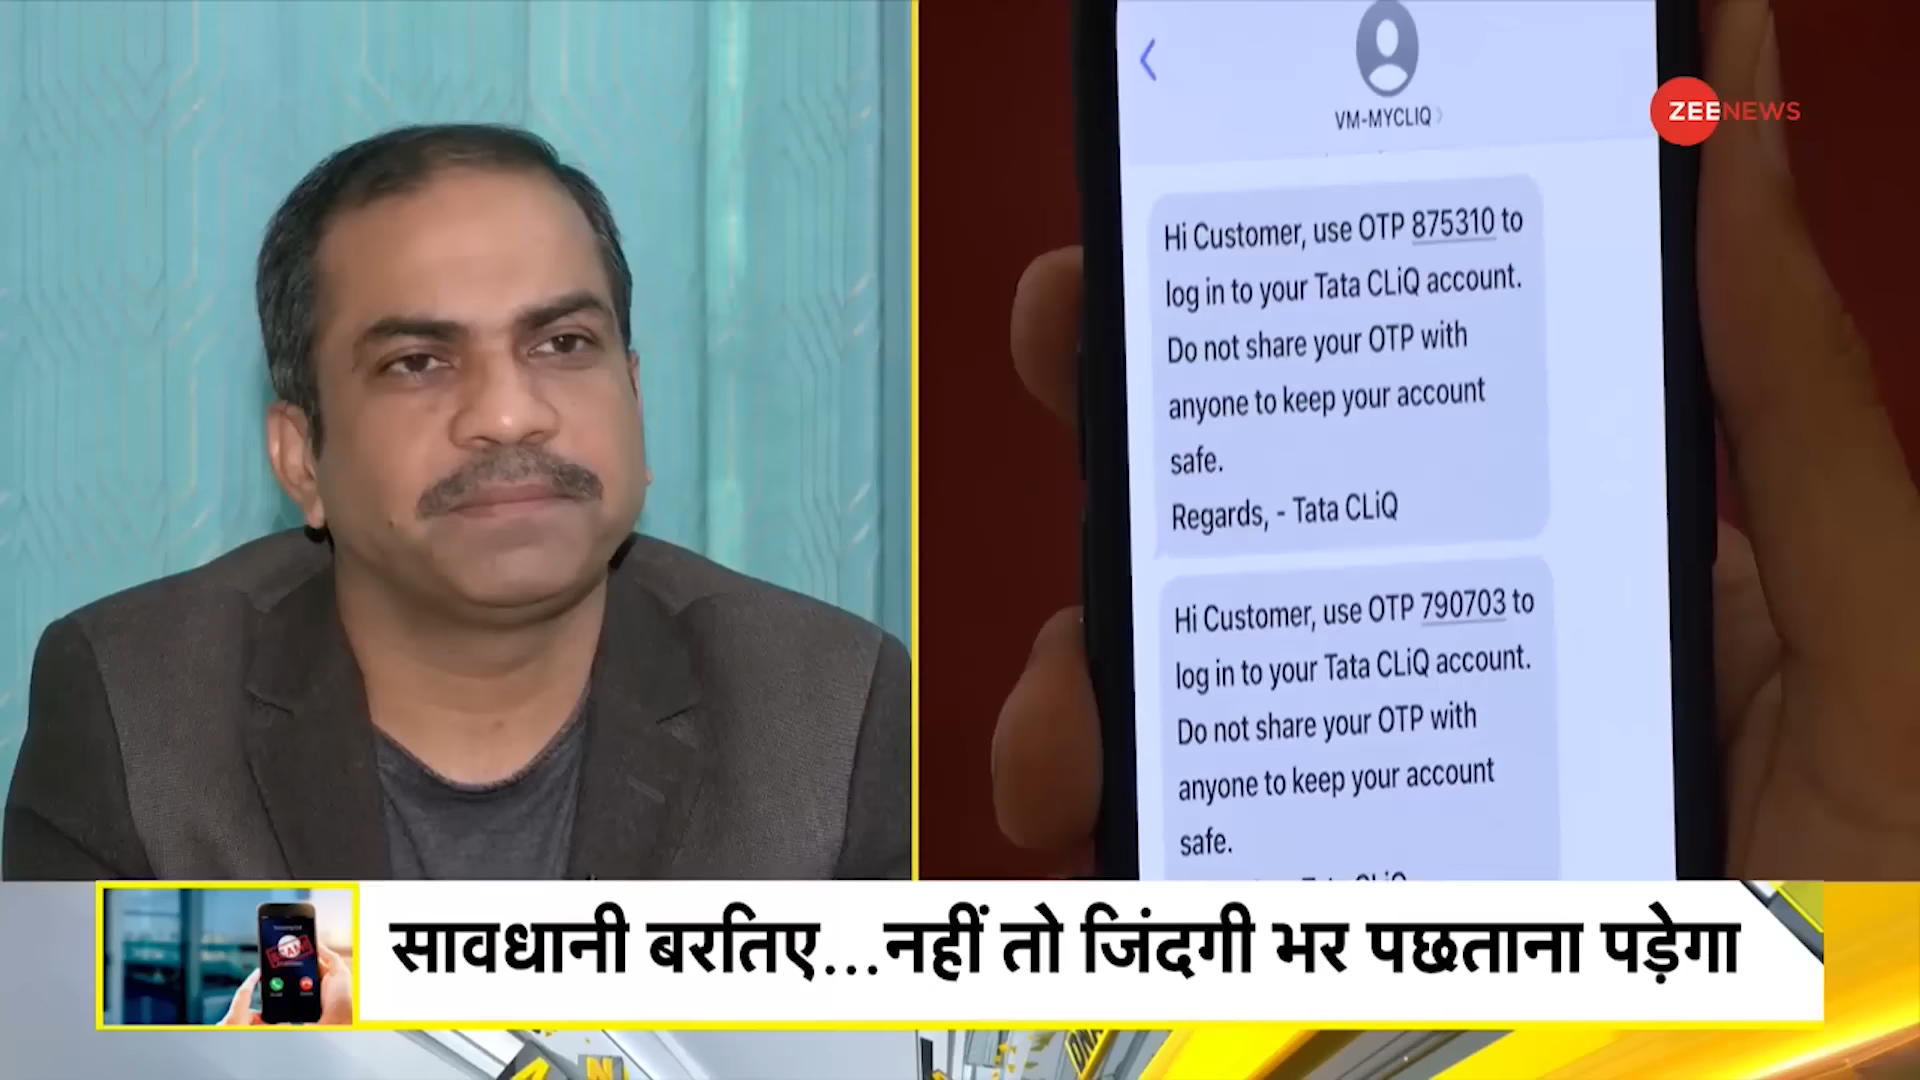 VM-MYCLIQ
ZEENEWS
Hi Customer, use OTP 875310 to
log in to your Tata CLiQ account.
Do not share your OTP with
anyone to keep your account
safe.
Regards, - Tata CLiQ
Hi Customer, use OTP 790703 to
log in to your Tata CLiQ account.
Do not share your OTP with
anyone to keep your account
safe.
सावधानी बरतिए...नहीं तो जिंदगी भर पछताना पड़ेगा